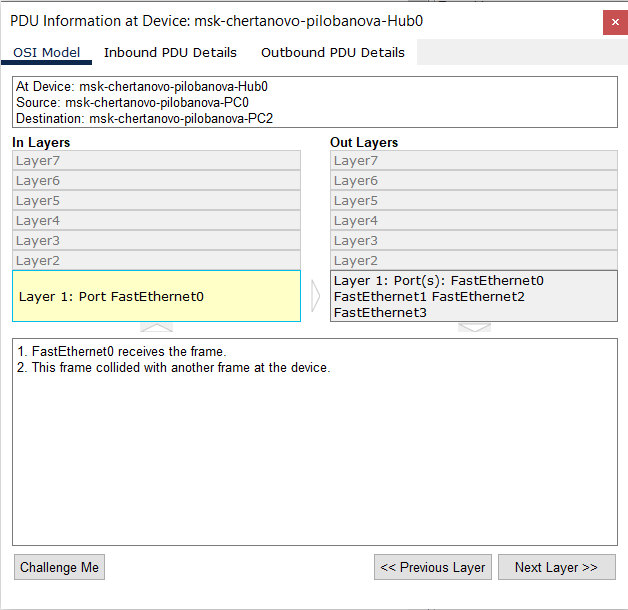 PDU Information at Device: msk-chertanovo-pilobanova-Hub0
OSI Model Inbound PDU Details Outbound PDU Details
At Device: msk-chertanovo-pilobanova-Hub0
Source: msk-chertanovo-pilobanova-PC0
Destination: msk-chertanovo-pilobanova-PC2
In Layers
Layer7
Layer6
Layer5
Layer4
Layer3
Layer2
Layer 1: Port FastEthernet0
Out Layers
Layer7
Layer6
Layer5
Layer4
Layer3
Layer2
Layer 1: Port(s): FastEthernet0
FastEthernet1 FastEthernet2
FastEthernet3
1. FastEthernet0 receives the frame.
2. This frame collided with another frame at the device.
Challenge Me << Previous Layer Next Layer >>